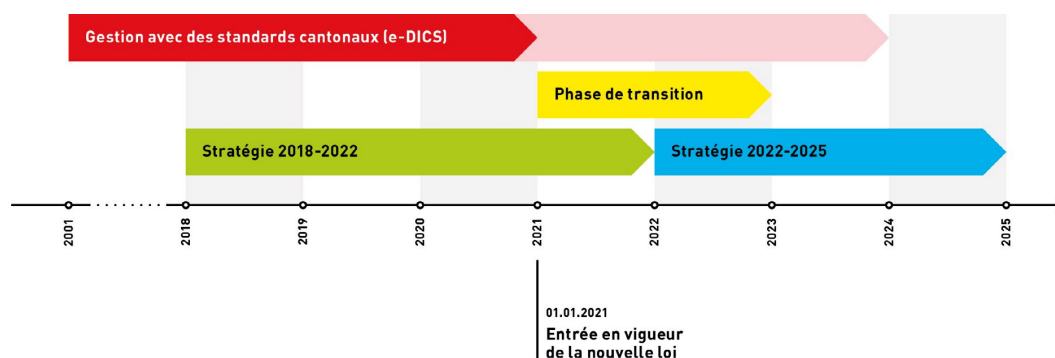 Gestion avec des standards cantonaux (e-DICS)
Phase de transition
Stratégie 2018-2022
Stratégie 2022-2025
2001
2018
2019
2020
2021
2022
2023
2024
2025
01.01.2021
Entrée en vigueur
de la nouvelle loi